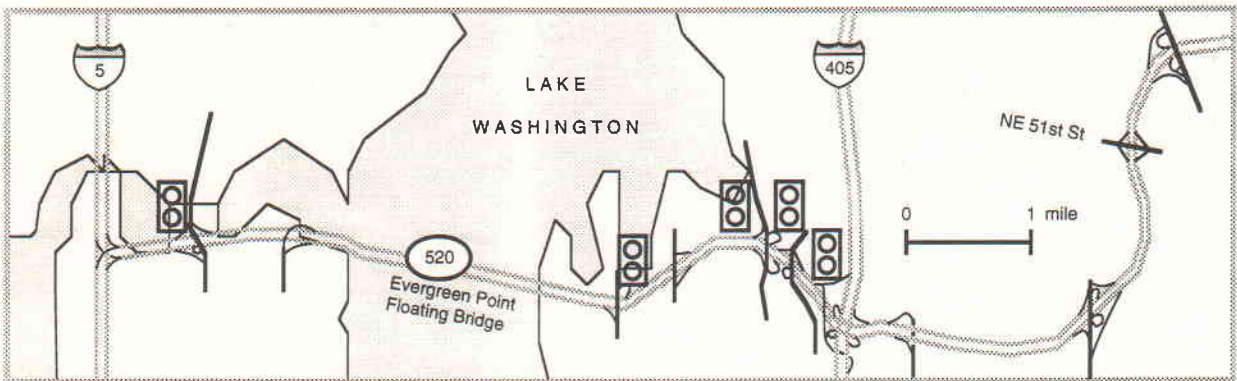 5
LAKE
WASHINGTON
405
NE 51st St
0 1 mile
520
Evergreen Point
Floating Bridge